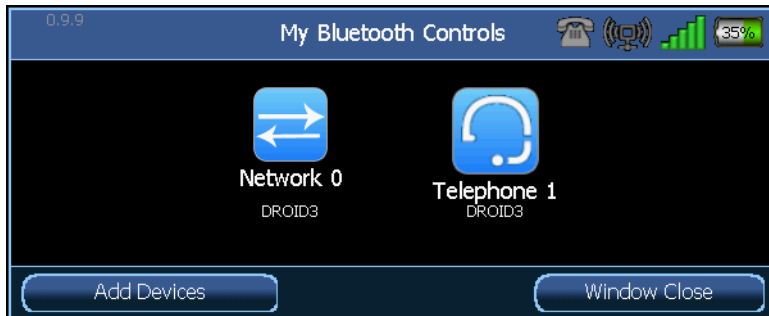 0.9.9
My Bluetooth Controls
35%
Network 0
Telephone 1
DROID3
DROID3
Add Devices
Window Close